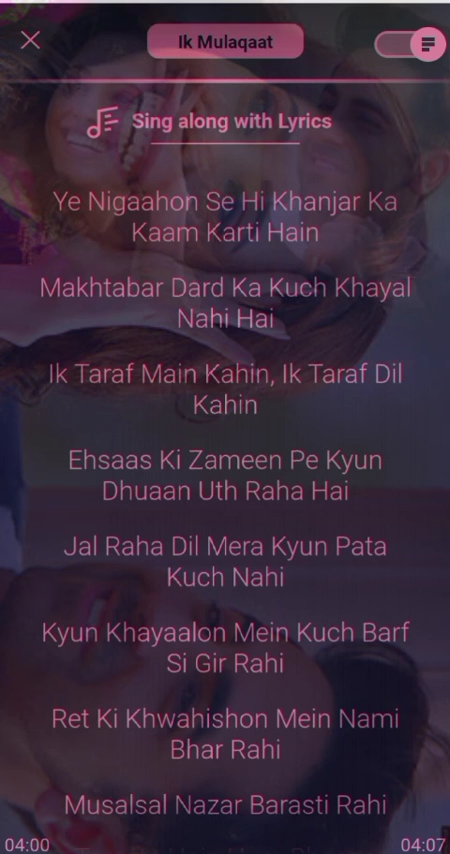 Ik Mulaqaat
Sing along with Lyrics
Ye Nigaahon Se Hi Khanjar Ka
Kaam Karti Hain
Makhtabar Dard Ka Kuch Khayal
Nahi Hai
Ik Taraf Main Kahin, Ik Taraf Dil
Kahin
Ehsaas Ki Zameen Pe Kyun
Dhuaan Uth Raha Hai
Jal Raha Dil Mera Kyun Pata
Kuch Nahi
Kyun Khayaalon Mein Kuch Barf
Si Gir Rahi
Ret Ki Khwahishon Mein Nami
Bhar Rahi
Musalsal Nazar Barasti Rahi
04:00 04:07